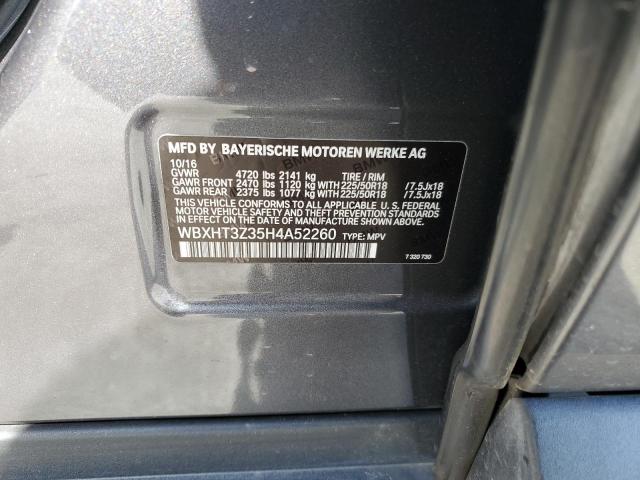 MFD BY BAYERISCHE MOTOREN WERKE AG
10/16
GVWR 4720 lbs 2141 kg TIRE / RIM
GAWR FRONT 2470 lbs 1120 kg WITH 225/50R18 /7.5Jx18
GAWR REAR 2375 lbs 1077 kg WITH 225/50R18 /7.5Jx18
THIS VEHICLE CONFORMS TO ALL APPLICABLE U. S. FEDERAL
MOTOR VEHICLE SAFETY, BUMPER, AND THEFT PREVENTION
STANDARDS IN EFFECT ON THE DATE OF MANUFACTURE
SHOWN ABOVE.
WBXHT3Z35H4A52260 TYPE: MPV
7 320 730